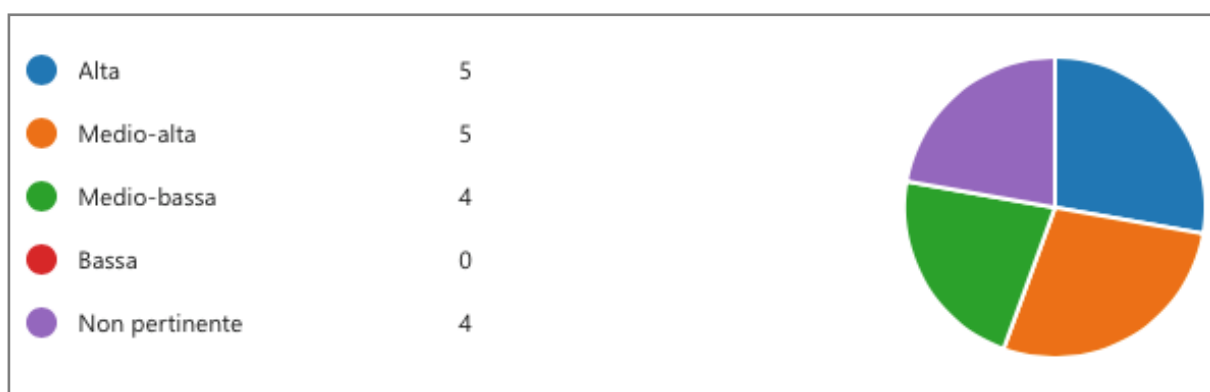 Alta 5
Medio-alta 5
Medio-bassa 4
Bassa 0
Non pertinente 4